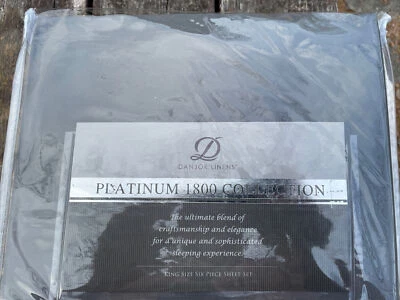 D
DANJOR LINENS
PLATINUM 1800 COLLECTION
The ultimate blend of
craftsmanship and elegance
for a unique and sophisticated
sleeping experience.
KING SIZE SIX PIECE SHEET SET